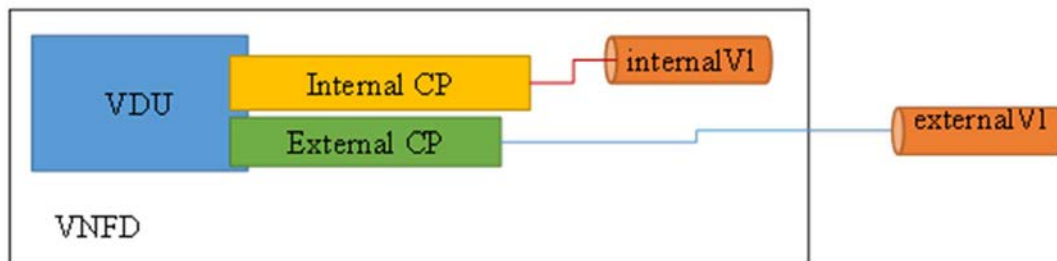 VDU
Internal CP
internalVl
External CP
externalVl
VNFD